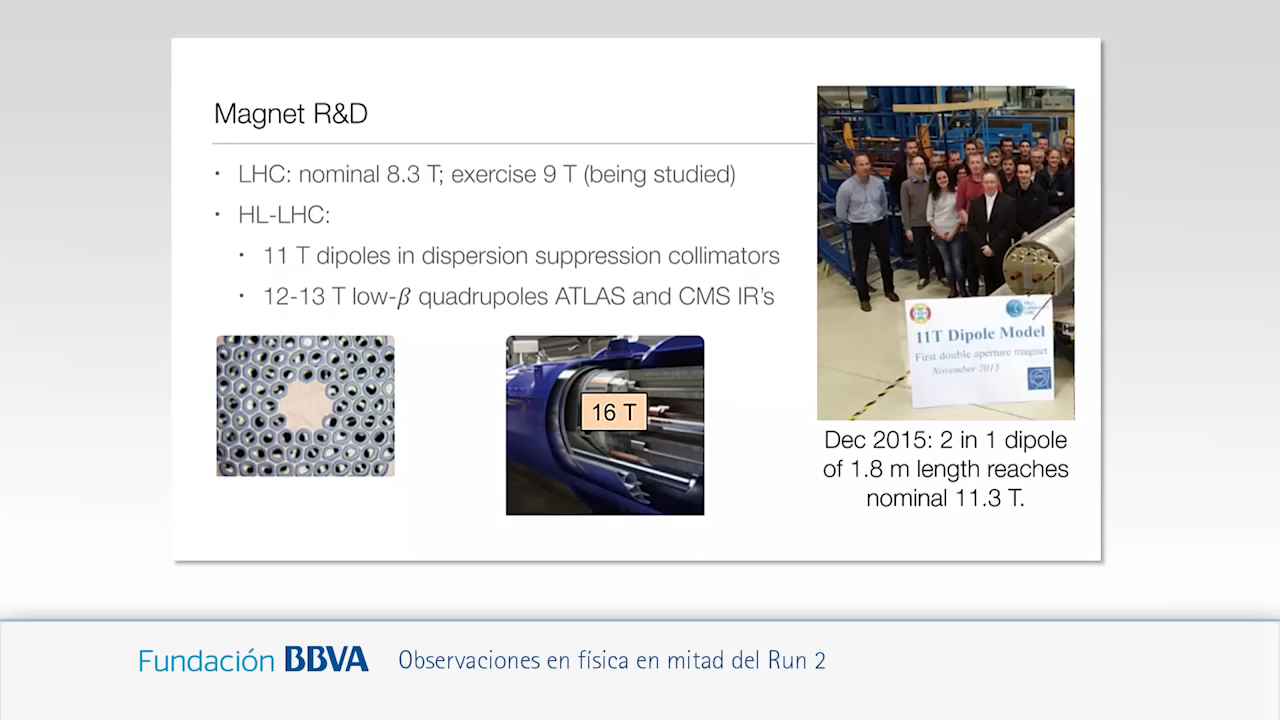 Magnet R&D
• LHC: nominal 8.3 T; exercise 9 T (being studied)
• HL-LHC:
• 11 T dipoles in dispersion suppression collimators
• 12-13 T low-β quadrupoles ATLAS and CMS IR's
16 T
11T Dipole Model
First double aperture magnet
November 2015
Dec 2015: 2 in 1 dipole
of 1.8 m length reaches
nominal 11.3 T.
Fundación BBVA
Observaciones en física en mitad del Run 2